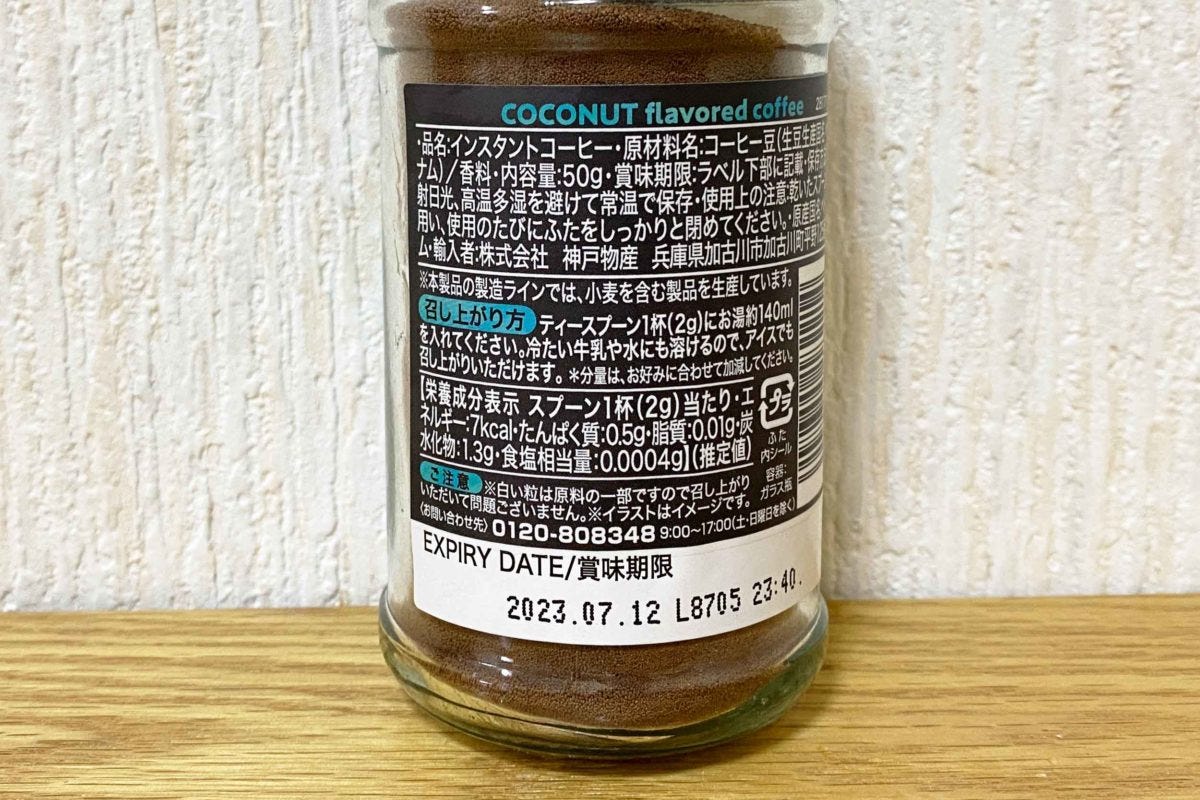 COCONUT flavored coffee
・品名:インスタントコーヒー・原材料名:コーヒー豆(生豆生産国名
ナム)/香料・内容量:50g・賞味期限:ラベル下部に記載・保存方
射日光、高温多湿を避けて常温で保存・使用上の注意:乾いたスプー
用い、使用のたびにふたをしっかりと閉めてください。・原産国名:
ム・輸入者:株式会社 神戸物産 兵庫県加古川市加古川町平野
※本製品の製造ラインでは、小麦を含む製品を生産しています。
召し上がり方 ティースプーン1杯(2g)にお湯約140ml
を入れてください。冷たい牛乳や水にも溶けるので、アイスでも
召し上がりいただけます。 *分量は、お好みに合わせて加減してください。
【栄養成分表示 スプーン1杯(2g)当たり・エ
ネルギー:7kcal・たんぱく質:0.5g・脂質:0.01g・炭
水化物:1.3g・食塩相当量:0.0004g】(推定値)
プラ
ふた
内シール
容器:
ガラス瓶
ご注意 ※白い粒は原料の一部ですので召し上がり
いただいて問題ございません。※イラストはイメージです。
〈お問い合わせ先〉0120-808348 9:00~17:00(土・日曜日を除く)
EXPIRY DATE/賞味期限
2023.07.12 L8705 23:40.